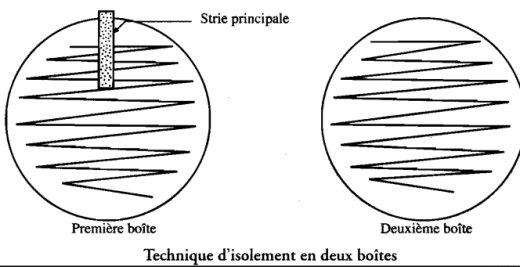 Strie principale
Première boîte
Deuxième boîte
Technique d'isolement en deux boîtes